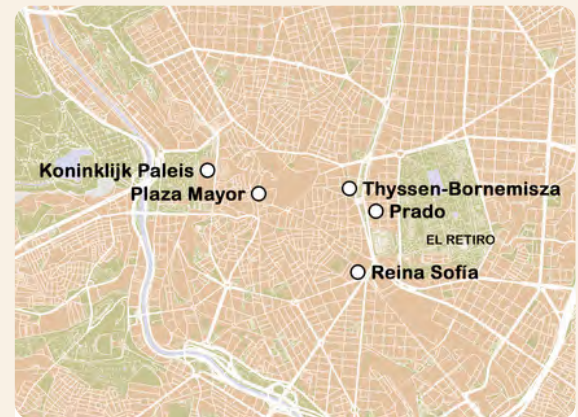 Koninklijk Paleis
Plaza Mayor
Thyssen-Bornemisza
Prado
EL RETIRO
Reina Sofía